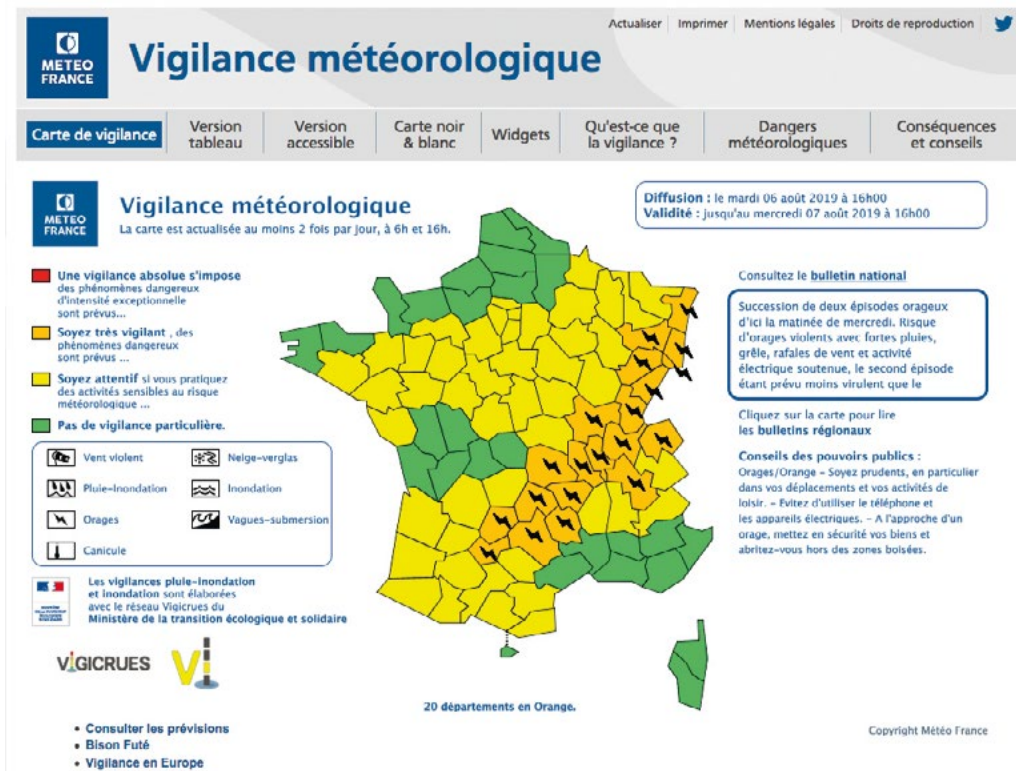 Actualiser | Imprimer | Mentions légales | Droits de reproduction
METEO
FRANCE
Vigilance météorologique
Carte de vigilance
Version
tableau
Version
accessible
Carte noir
& blanc
Widgets
Qu'est-ce que
la vigilance ?
Dangers
météorologiques
Conséquences
et conseils
METEO
FRANCE
Vigilance météorologique
La carte est actualisée au moins 2 fois par jour, à 6h et 16h.
Diffusion : le mardi 06 août 2019 à 16h00
Validité : jusqu'au mercredi 07 août 2019 à 16h00
Une vigilance absolue s'impose
des phénomènes dangereux
d'intensité exceptionnelle
sont prévus...
Soyez très vigilant , des
phénomènes dangereux
sont prévus ...
Soyez attentif si vous pratiquez
des activités sensibles au risque
météorologique ...
Pas de vigilance particulière.
Vent violent
Neige-verglas
Pluie-Inondation
Inondation
Orages
Vagues-submersion
Canicule
Les vigilances pluie-inondation
et inondation sont élaborées
avec le réseau Vigicrues du
Ministère de la transition écologique et solidaire
VIGICRUES
Consulter les prévisions
Bison Futé
Vigilance en Europe
20 départements en Orange.
Consultez le bulletin national
Succession de deux épisodes orageux
d'ici la matinée de mercredi. Risque
d'orages violents avec fortes pluies,
grêle, rafales de vent et activité
électrique soutenue, le second épisode
étant prévu moins virulent que le
Cliquez sur la carte pour lire
les bulletins régionaux
Conseils des pouvoirs publics :
Orages/Orange - Soyez prudents, en particulier
dans vos déplacements et vos activités de
loisir. - Evitez d'utiliser le téléphone et
les appareils électriques. - A l'approche d'un
orage, mettez en sécurité vos biens et
abritez-vous hors des zones boisées.
Copyright Météo France